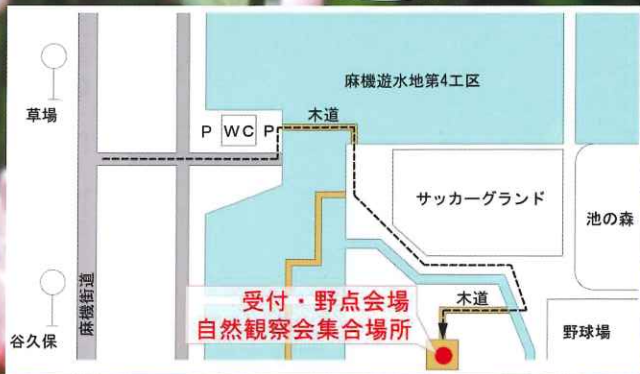 麻機遊水地第4工区
草場
P WC P
木道
サッカーグランド
池の森
麻機街道
谷久保
受付・野点会場
自然観察会集合場所
木道
野球場